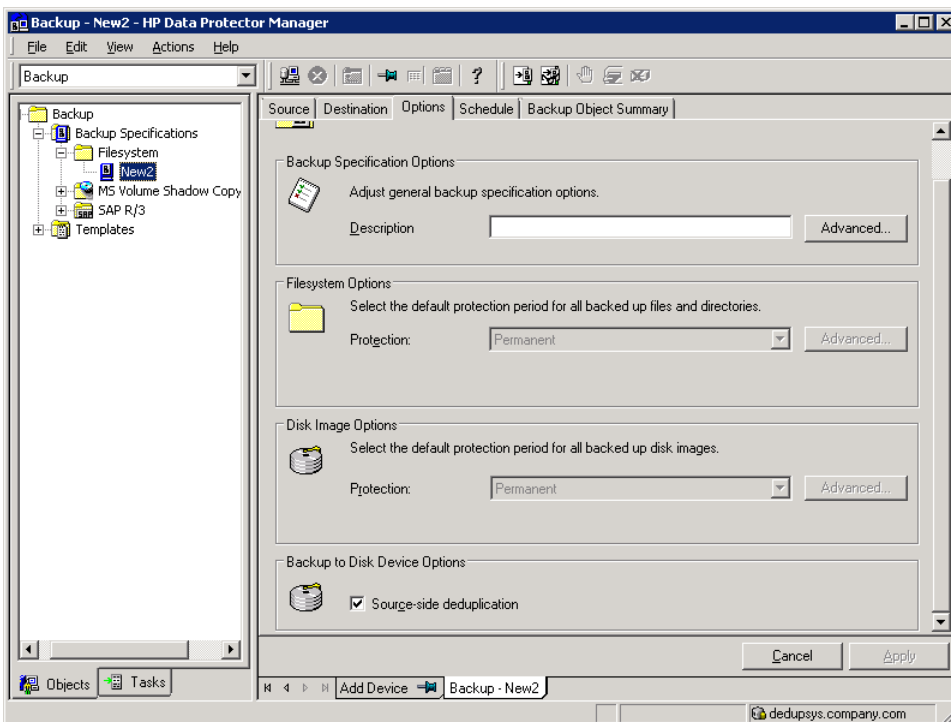 Backup - New2 - HP Data Protector Manager
File Edit View Actions Help
Backup
Source Destination Options Schedule Backup Object Summary
Backup
Backup Specifications
Filesystem
New2
MS Volume Shadow Copy
SAP R/3
Templates
Backup Specification Options
Adjust general backup specification options.
Description Advanced...
Filesystem Options
Select the default protection period for all backed up files and directories.
Protection: Permanent Advanced...
Disk Image Options
Select the default protection period for all backed up disk images.
Protection: Permanent Advanced...
Backup to Disk Device Options
Source-side deduplication
Cancel Apply
Objects Tasks
Add Device Backup - New2
dedupsys.company.com